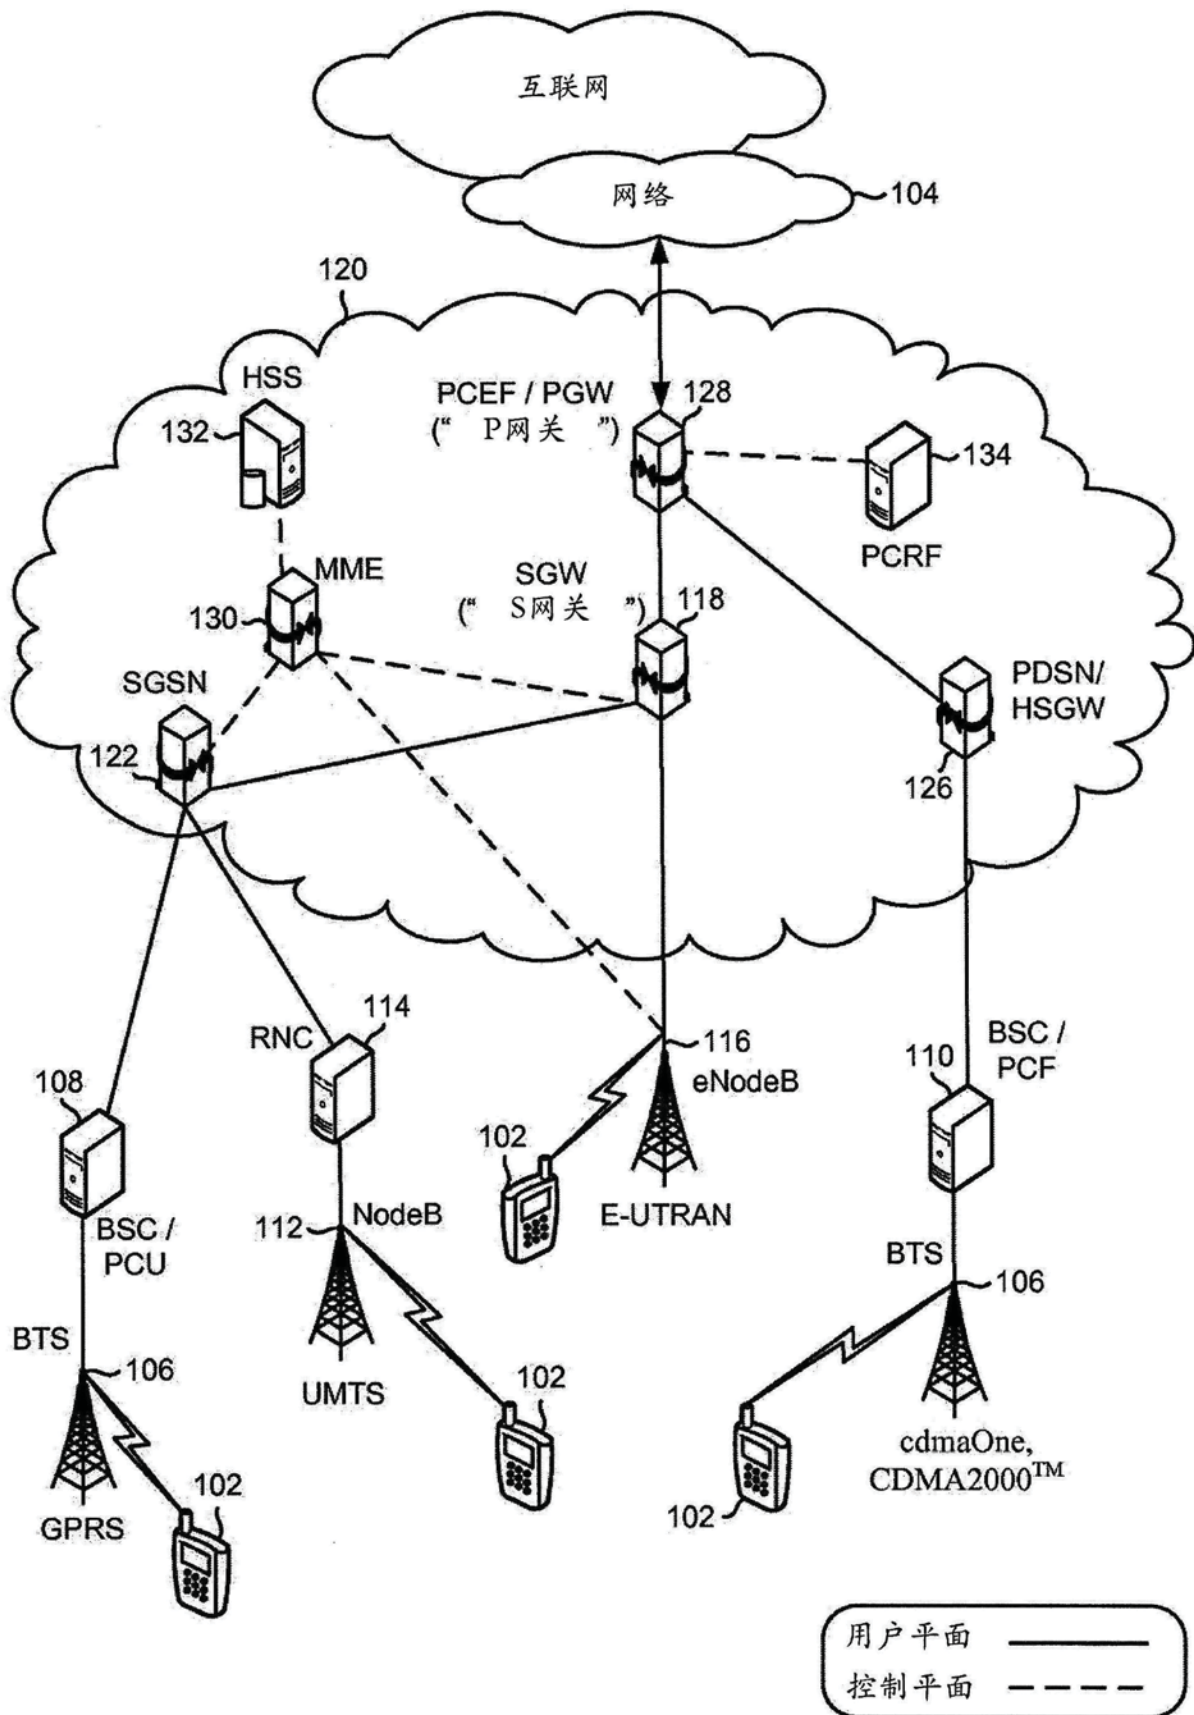 互联网
网络
104
120
HSS
132
PCEF / PGW
(“ P网关 ”)
128
134
PCRF
MME
130
SGW
(“ S网关 ”)
118
SGSN
122
PDSN/
HSGW
126
RNC
114
108
BSC /
PCU
116
eNodeB
BSC /
PCF
110
102
E-UTRAN
NodeB
112
BTS
106
BTS
106
UMTS
102
102
cdmaOne,
CDMA2000™
GPRS
102
用户平面
控制平面